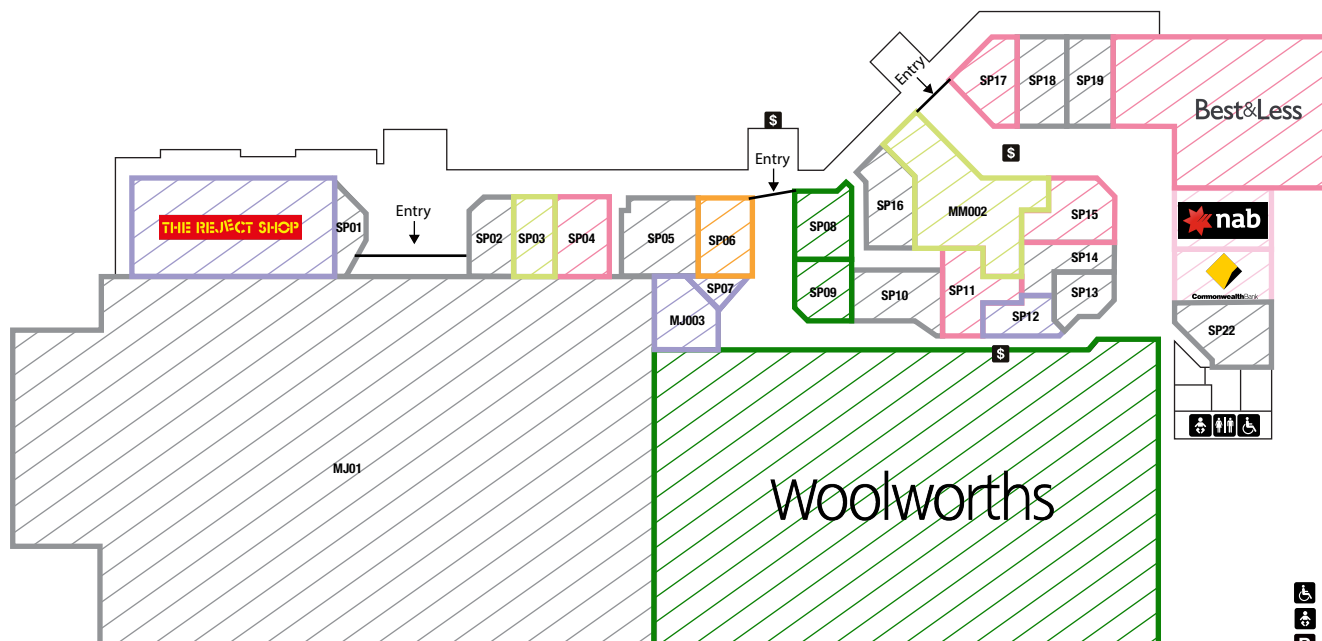 Entry
SP17
SP18
SP19
Best&Less
$
$
Entry
THE REJECT SHOP
SP01
Entry
SP02
SP03
SP04
SP05
SP06
SP08
SP16
MM002
SP15
nab
SP14
CommonwealthBank
SP07
SP09
SP10
SP11
SP13
SP12
MJ003
SP22
$
MJ01
Woolworths